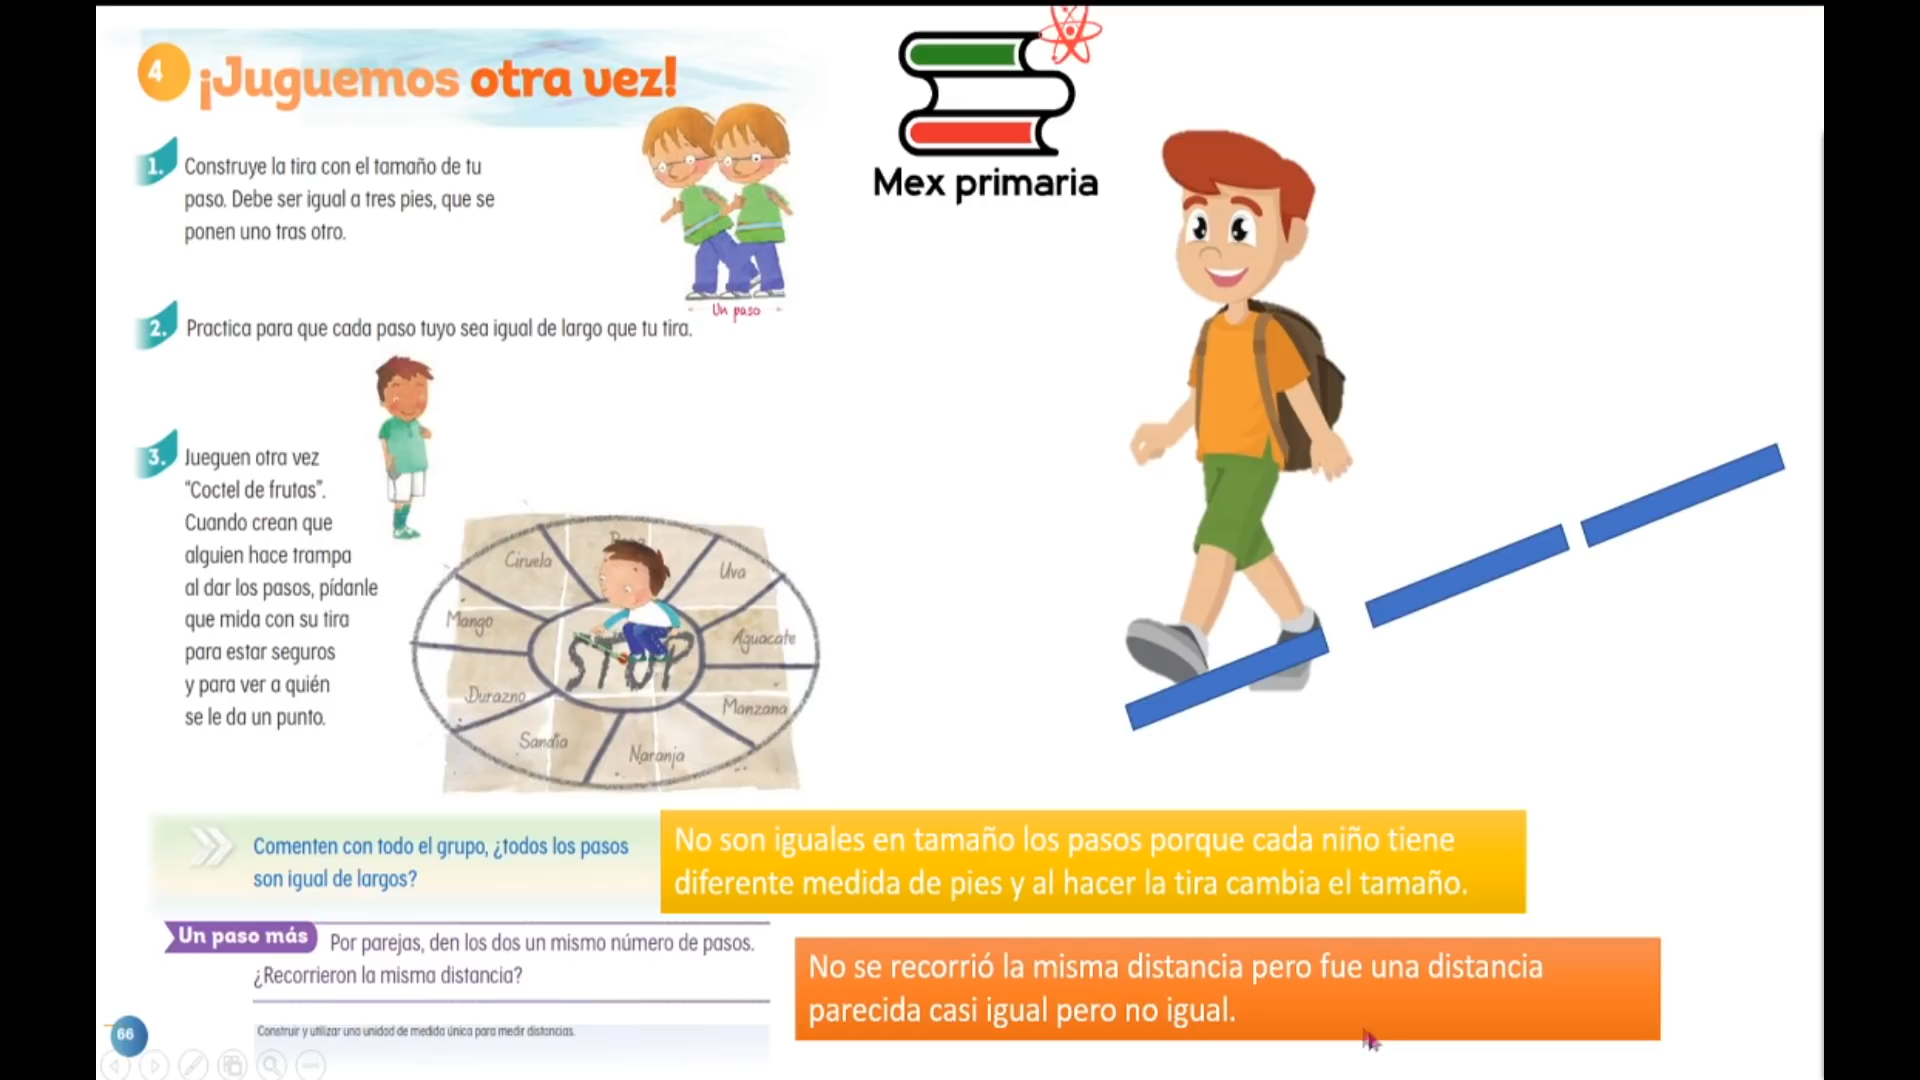 4 ¡Juguemos otra vez!
1. Construye la tira con el tamaño de tu
paso. Debe ser igual a tres pies, que se
ponen uno tras otro.
Un paso
2. Practica para que cada paso tuyo sea igual de largo que tu tira.
3. Jueguen otra vez
“Coctel de frutas”.
Cuando crean que
alguien hace trampa
al dar los pasos, pídanle
que mida con su tira
para estar seguros
y para ver a quién
se le da un punto.
Ciruela
Uva
Mango
Aguacate
STOP
Durazno
Manzana
Sandía
Naranja
Mex primaria
Comenten con todo el grupo, ¿todos los pasos
son igual de largos?
No son iguales en tamaño los pasos porque cada niño tiene
diferente medida de pies y al hacer la tira cambia el tamaño.
Un paso más Por parejas, den los dos un mismo número de pasos.
¿Recorrieron la misma distancia?
No se recorrió la misma distancia pero fue una distancia
parecida casi igual pero no igual.
66
Construir y utilizar una unidad de medida única para medir distancias.